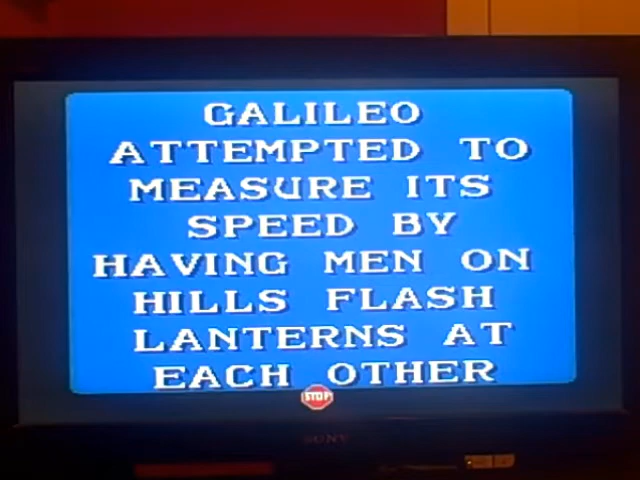 GALILEO
ATTEMPTED TO
MEASURE ITS
SPEED BY
HAVING MEN ON
HILLS FLASH
LANTERNS AT
EACH OTHER
STOP
SONY